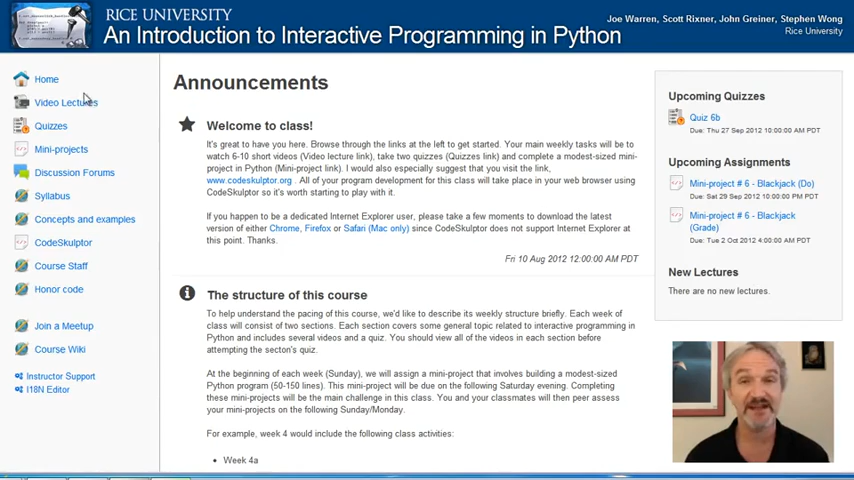 RICE UNIVERSITY
An Introduction to Interactive Programming in Python
Joe Warren, Scott Rixner, John Greiner, Stephen Wong
Rice University
Home
Video Lectures
Quizzes
Mini-projects
Discussion Forums
Syllabus
Concepts and examples
CodeSkulptor
Course Staff
Honor code
Join a Meetup
Course Wiki
Instructor Support
I18N Editor
Announcements
Welcome to class!
It's great to have you here. Browse through the links at the left to get started. Your main weekly tasks will be to
watch 6-10 short videos (Video lecture link), take two quizzes (Quizzes link) and complete a modest-sized mini-
project in Python (Mini-project link). I would also especially suggest that you visit the link,
www.codeskulptor.org . All of your program development for this class will take place in your web browser using
CodeSkulptor so it's worth starting to play with it.
If you happen to be a dedicated Internet Explorer user, please take a few moments to download the latest
version of either Chrome, Firefox or Safari (Mac only) since CodeSkulptor does not support Internet Explorer at
this point. Thanks.
Fri 10 Aug 2012 12:00:00 AM PDT
The structure of this course
To help understand the pacing of this course, we'd like to describe its weekly structure briefly. Each week of
class will consist of two sections. Each section covers some general topic related to interactive programming in
Python and includes several videos and a quiz. You should view all of the videos in each section before
attempting the secton's quiz.
At the beginning of each week (Sunday), we will assign a mini-project that involves building a modest-sized
Python program (50-150 lines). This mini-project will be due on the following Saturday evening. Completing
these mini-projects will be the main challenge in this class. You and your classmates will then peer assess
your mini-projects on the following Sunday/Monday.
For example, week 4 would include the following class activities:
• Week 4a
Upcoming Quizzes
Quiz 6b
Due: Thu 27 Sep 2012 10:00:00 AM PDT
Upcoming Assignments
Mini-project # 6 - Blackjack (Do)
Due: Sat 29 Sep 2012 10:00:00 PM PDT
Mini-project # 6 - Blackjack
(Grade)
Due: Tue 2 Oct 2012 4:00:00 AM PDT
New Lectures
There are no new lectures.